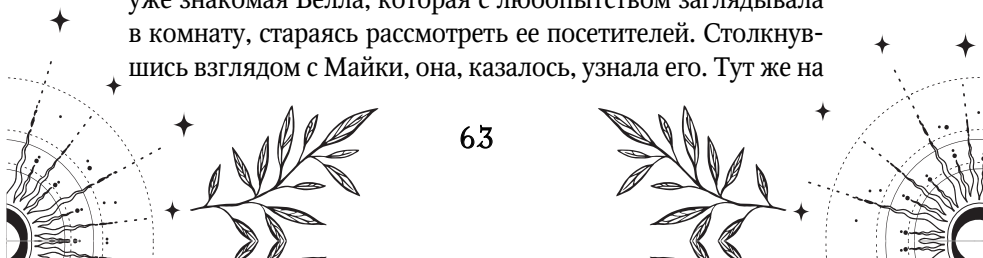 уже знакомая Белла, которая с любопытством заглядывала
в комнату, стараясь рассмотреть ее посетителей. Столкнув-
шись взглядом с Майки, она, казалось, узнала его. Тут же на
63